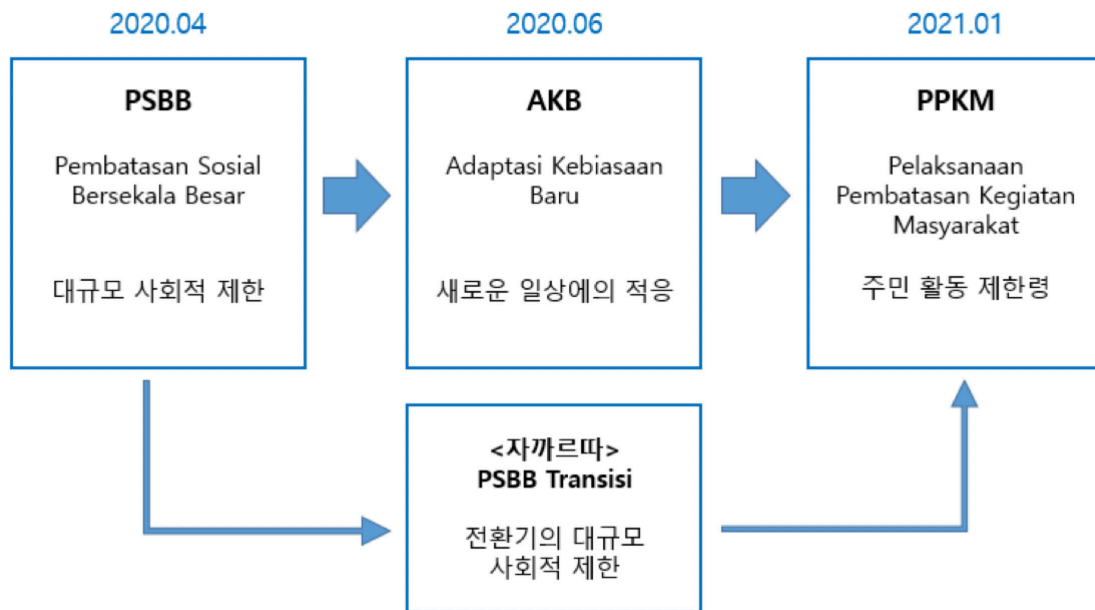 2020.04
2020.06
2021.01
PSBB
Pembatasan Sosial
Bersekala Besar
대규모 사회적 제한
AKB
Adaptasi Kebiasaan
Baru
새로운 일상에의 적응
PPKM
Pelaksanaan
Pembatasan Kegiatan
Masyarakat
주민 활동 제한령
<자까르따>
PSBB Transisi
전환기의 대규모
사회적 제한